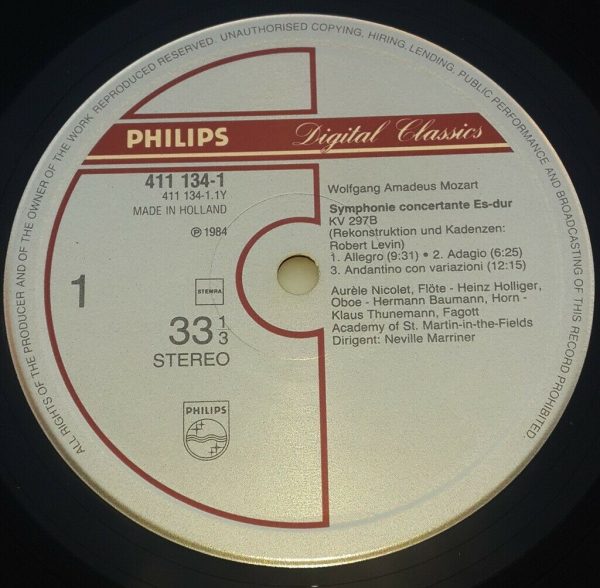 ALL RIGHTS OF THE PRODUCER AND OF THE OWNER OF THE WORK REPRODUCED RESERVED. UNAUTHORISED COPYING, HIRING, LENDING, PUBLIC PERFORMANCE AND BROADCASTING OF THIS RECORD PROHIBITED.
PHILIPS Digital Classics
411 134-1
411 134-1.1Y
MADE IN HOLLAND
℗ 1984
1
STEMRA
33 1/3
STEREO
PHILIPS
Wolfgang Amadeus Mozart
Symphonie concertante Es-dur
KV 297B
(Rekonstruktion und Kadenzen:
Robert Levin)
1. Allegro (9:31) • 2. Adagio (6:25)
3. Andantino con variazioni (12:15)
Aurèle Nicolet, Flöte - Heinz Holliger,
Oboe - Hermann Baumann, Horn -
Klaus Thunemann, Fagott
Academy of St. Martin-in-the-Fields
Dirigent: Neville Marriner